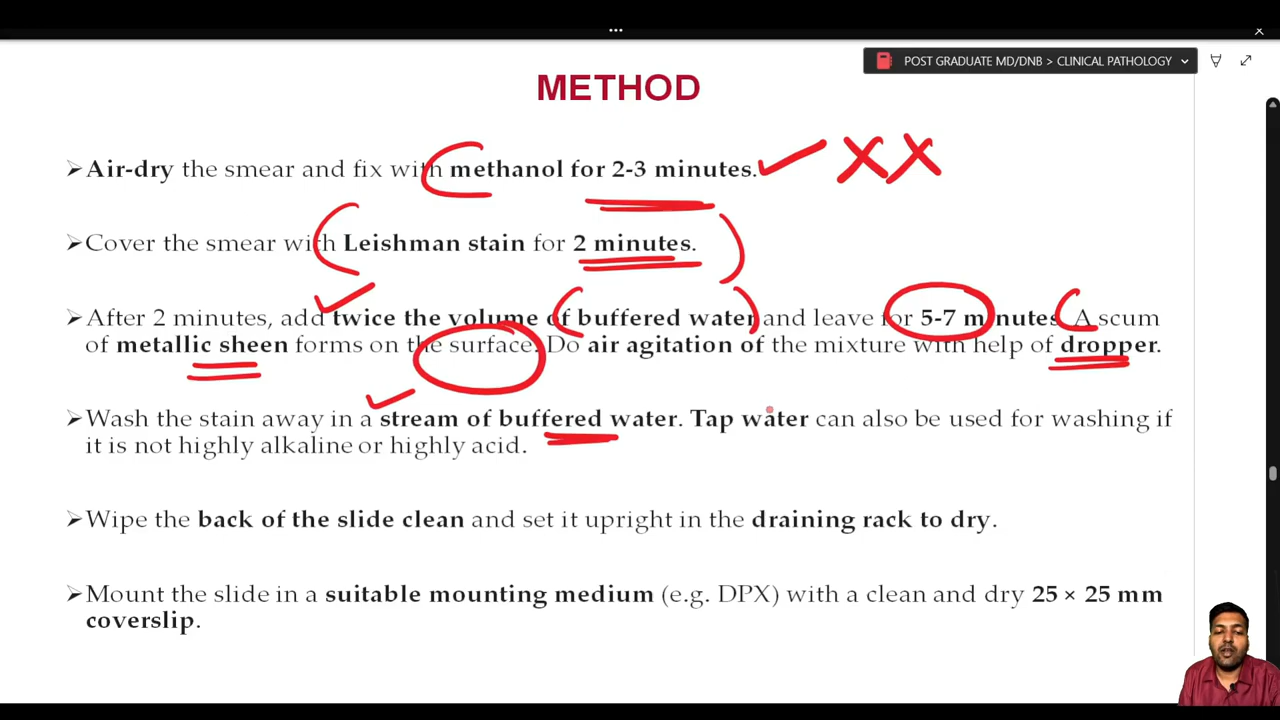 POST GRADUATE MD/DNB > CLINICAL PATHOLOGY
METHOD
Air-dry the smear and fix with methanol for 2-3 minutes.
XX
Cover the smear with Leishman stain for 2 minutes.
After 2 minutes, add twice the volume of buffered water and leave for 5-7 minutes. A scum
of metallic sheen forms on the surface. Do air agitation of the mixture with help of dropper.
Wash the stain away in a stream of buffered water. Tap water can also be used for washing if
it is not highly alkaline or highly acid.
Wipe the back of the slide clean and set it upright in the draining rack to dry.
Mount the slide in a suitable mounting medium (e.g. DPX) with a clean and dry 25 × 25 mm
coverslip.